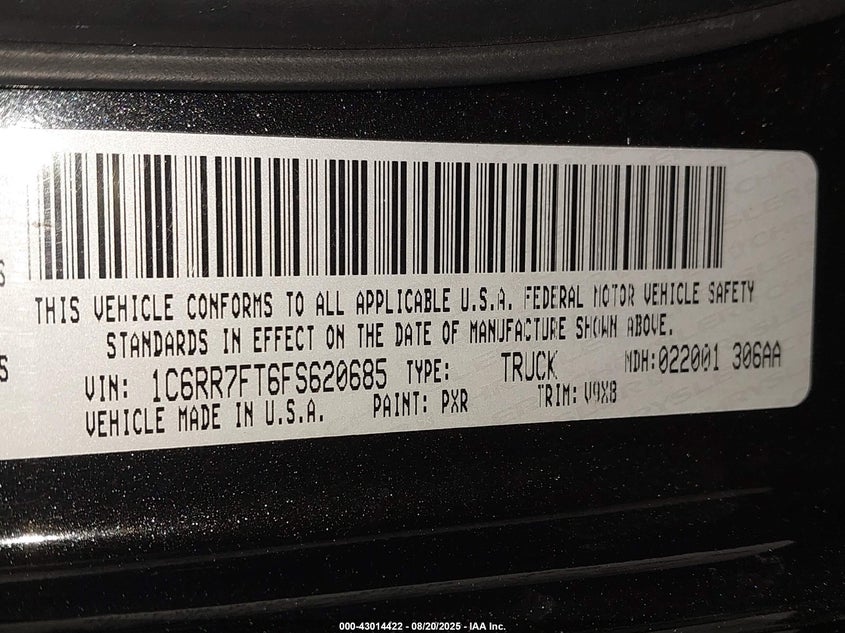 THIS VEHICLE CONFORMS TO ALL APPLICABLE U.S.A. FEDERAL MOTOR VEHICLE SAFETY
STANDARDS IN EFFECT ON THE DATE OF MANUFACTURE SHOWN ABOVE.
VIN: 1C6RR7FT6FS620685 TYPE: TRUCK MDH:022001 306AA
VEHICLE MADE IN U.S.A. PAINT: PXR TRIM: V9X8
000-43014422 - 08/20/2025 - IAA Inc.